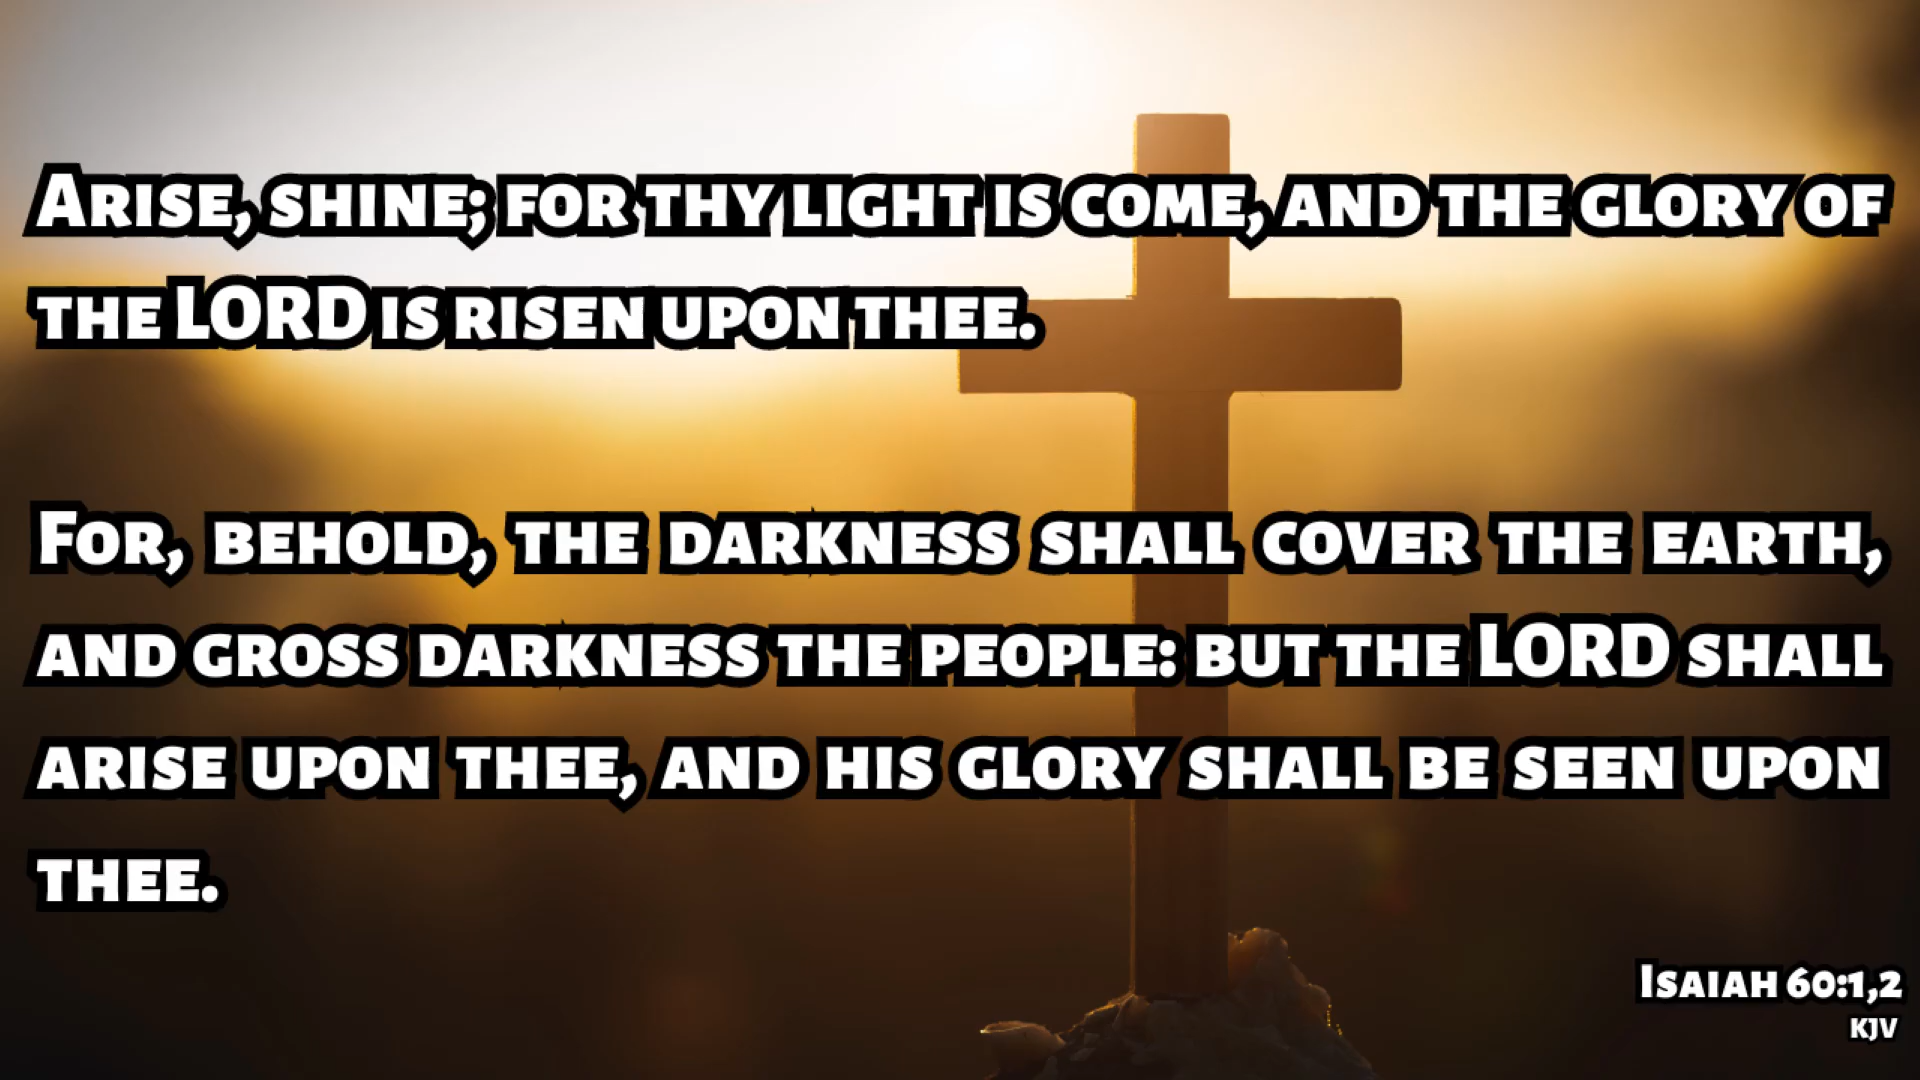 Arise, shine; for thy light is come, and the glory of
the LORD is risen upon thee.
For, behold, the darkness shall cover the earth,
and gross darkness the people: but the LORD shall
arise upon thee, and his glory shall be seen upon
thee.
Isaiah 60:1,2
KJV